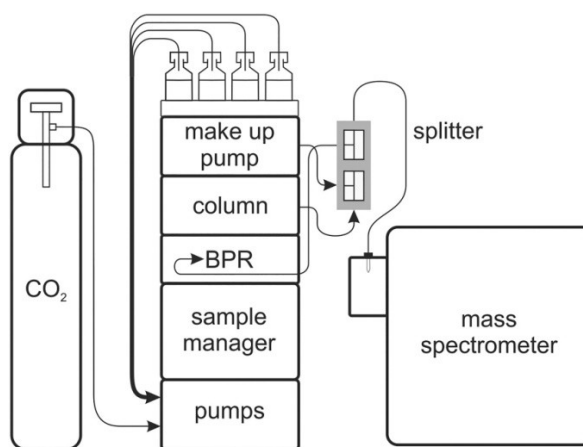 make up
pump
splitter
column
BPR
CO₂
sample
manager
mass
spectrometer
pumps